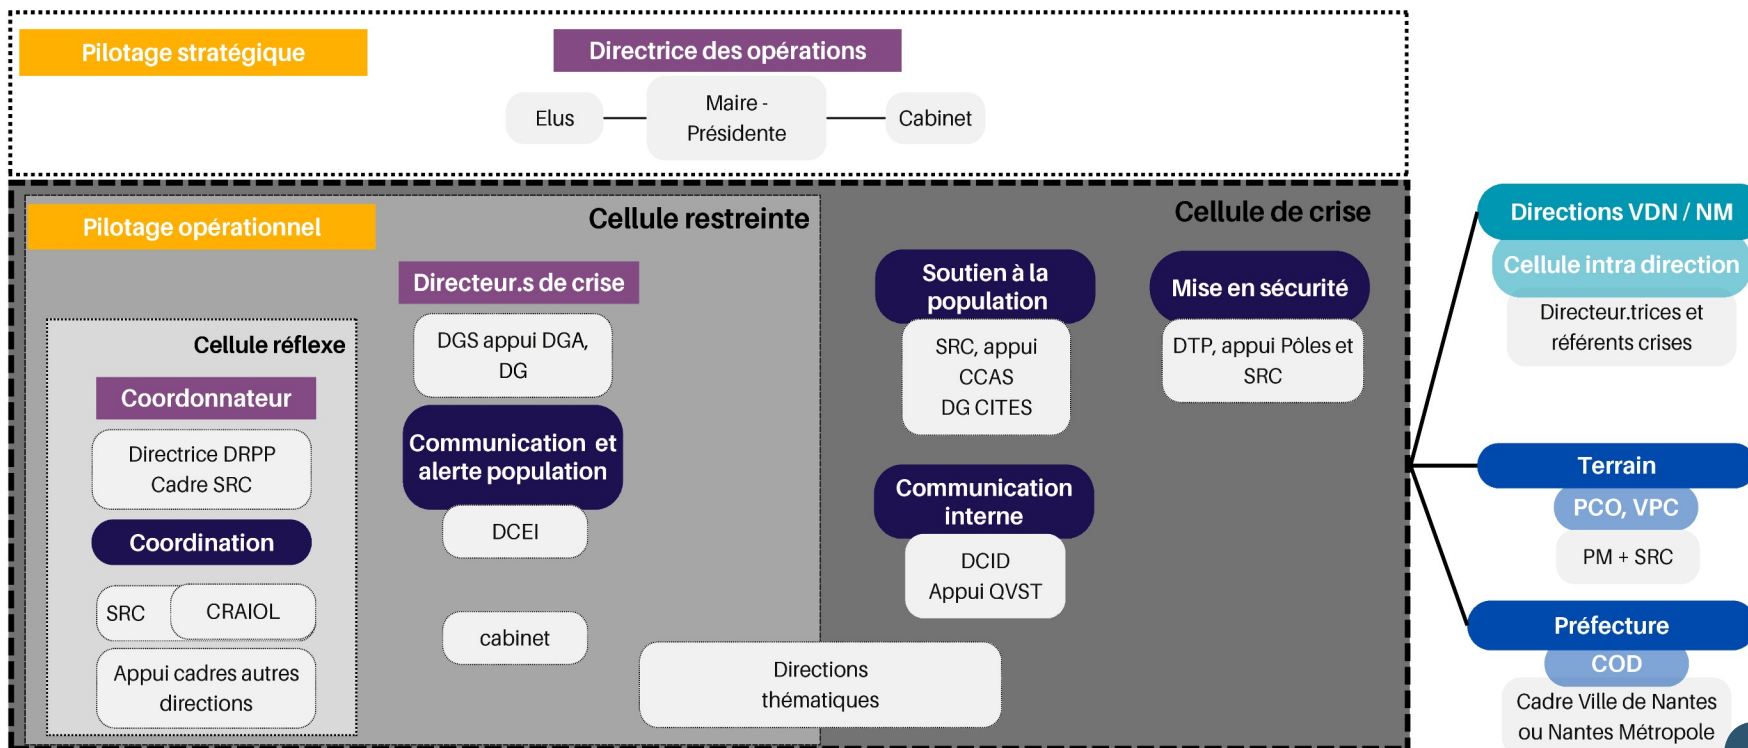 Pilotage stratégique
Directrice des opérations
Elus
Maire -
Présidente
Cabinet
Pilotage opérationnel
Cellule restreinte
Cellule de crise
Cellule réflexe
Coordonnateur
Directrice DRPP
Cadre SRC
Coordination
SRC
CRAIOL
Appui cadres autres
directions
Directeur.s de crise
DGS appui DGA,
DG
Communication et
alerte population
DCEI
cabinet
Directions
thématiques
Soutien à la
population
SRC, appui
CCAS
DG CITES
Communication
interne
DCID
Appui QVST
Mise en sécurité
DTP, appui Pôles et
SRC
Directions VDN / NM
Cellule intra direction
Directeur.trices et
référents crises
Terrain
PCO, VPC
PM + SRC
Préfecture
COD
Cadre Ville de Nantes
ou Nantes Métropole